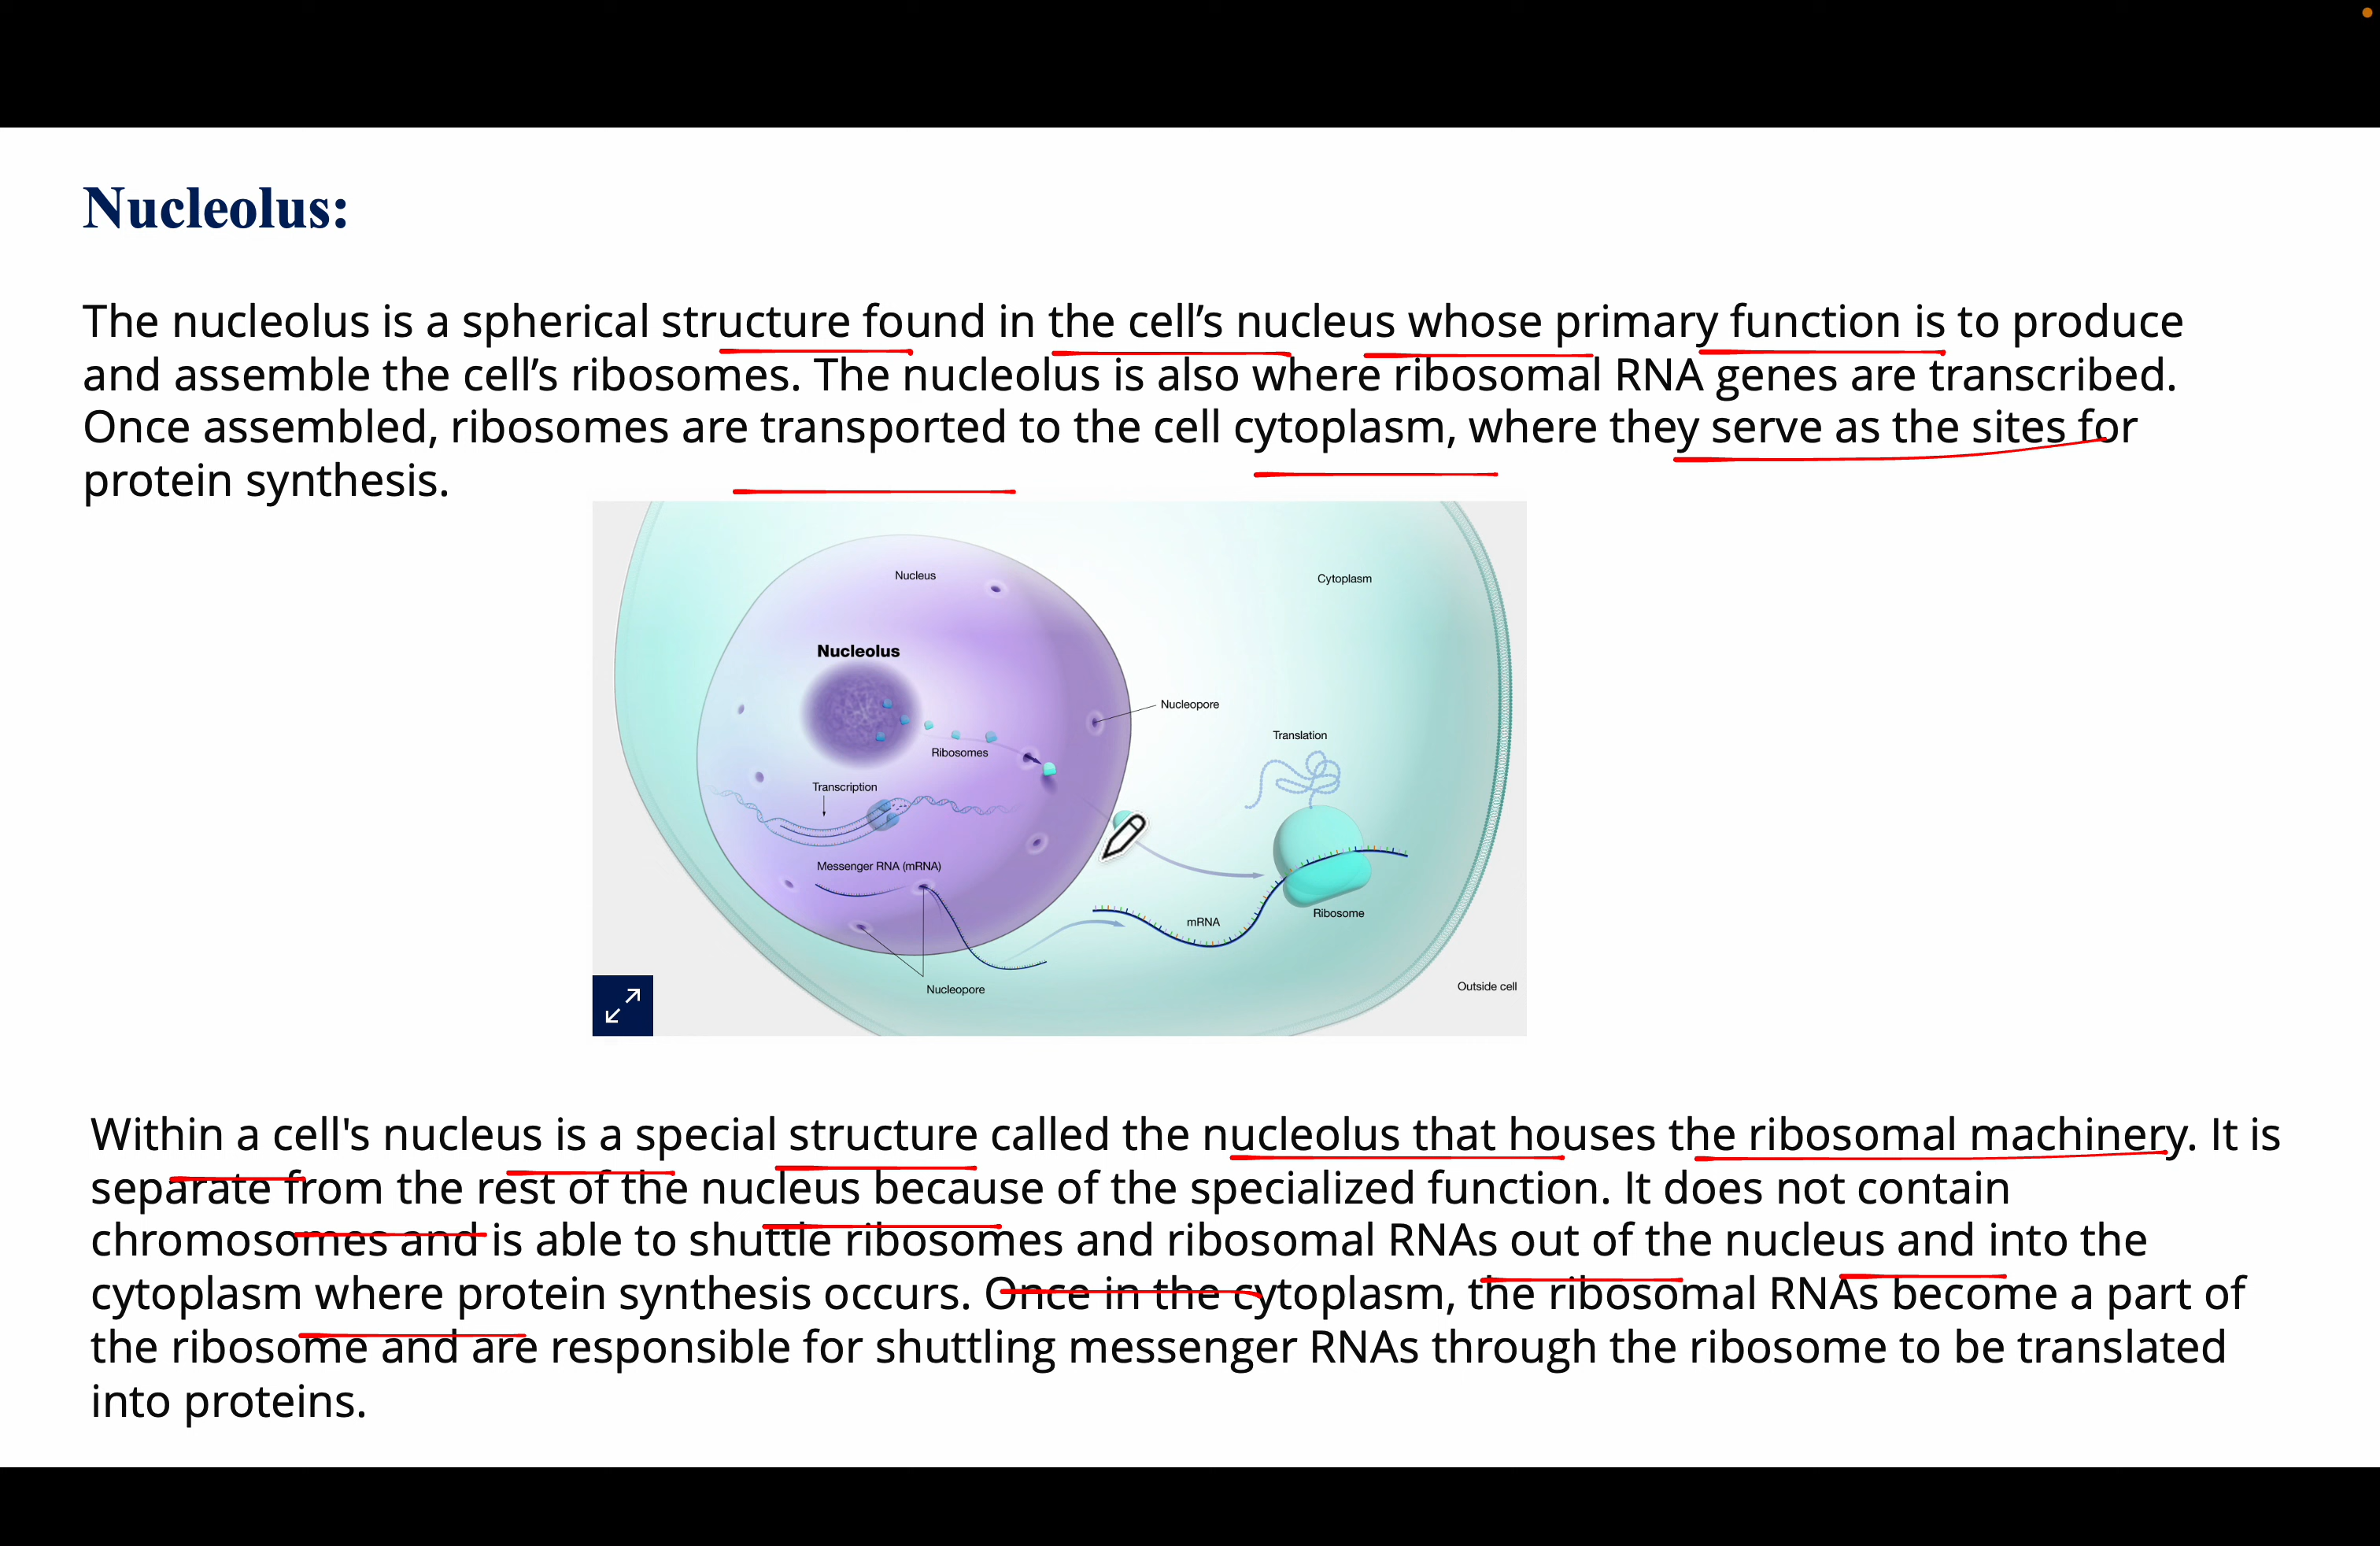 Nucleolus:
The nucleolus is a spherical structure found in the cell’s nucleus whose primary function is to produce
and assemble the cell’s ribosomes. The nucleolus is also where ribosomal RNA genes are transcribed.
Once assembled, ribosomes are transported to the cell cytoplasm, where they serve as the sites for
protein synthesis.
Nucleus
Cytoplasm
Nucleolus
Nucleopore
Translation
Ribosomes
Transcription
Messenger RNA (mRNA)
Ribosome
mRNA
Nucleopore
Outside cell
Within a cell's nucleus is a special structure called the nucleolus that houses the ribosomal machinery. It is
separate from the rest of the nucleus because of the specialized function. It does not contain
chromosomes and is able to shuttle ribosomes and ribosomal RNAs out of the nucleus and into the
cytoplasm where protein synthesis occurs. Once in the cytoplasm, the ribosomal RNAs become a part of
the ribosome and are responsible for shuttling messenger RNAs through the ribosome to be translated
into proteins.